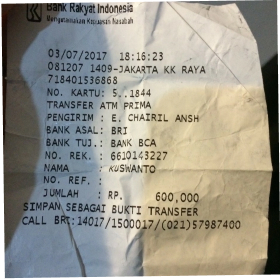 Bank Rakyat Indonesia
Mengutamakan Kepuasan Nasabah
03/07/2017 18:16:23
081207 1409-JAKARTA KK RAYA
718401536868
NO. KARTU: 5..1844
TRANSFER ATM PRIMA
PENGIRIM : E. CHAIRIL ANSH
BANK ASAL: BRI
BANK TUJ.: BANK BCA
NO. REK. : 6610143227
NAMA : KUSWANTO
NO. REF. :
JUMLAH : RP. 600,000
SIMPAN SEBAGAI BUKTI TRANSFER
CALL BRI:14017/1500017/(021)57987400